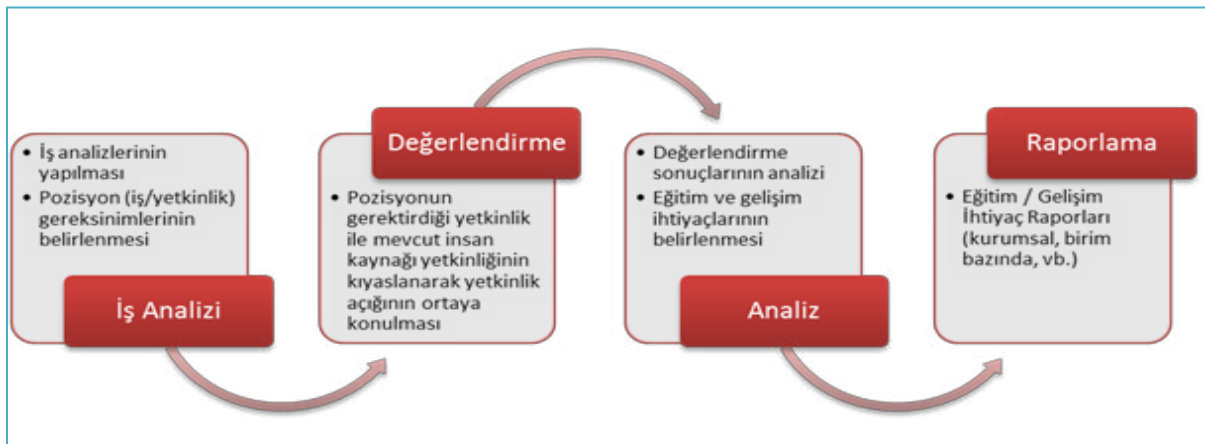 • İş analizlerinin
yapılması
• Pozisyon (iş/yetkinlik)
gereksinimlerinin
belirlenmesi
İş Analizi
Değerlendirme
• Pozisyonun
gerektirdiği yetkinlik
ile mevcut insan
kaynağı yetkinliğinin
kıyaslanarak yetkinlik
açığının ortaya
konulması
• Değerlendirme
sonuçlarının analizi
• Eğitim ve gelişim
ihtiyaçlarının
belirlenmesi
Analiz
Raporlama
• Eğitim / Gelişim
İhtiyaç Raporları
(kurumsal, birim
bazında, vb.)